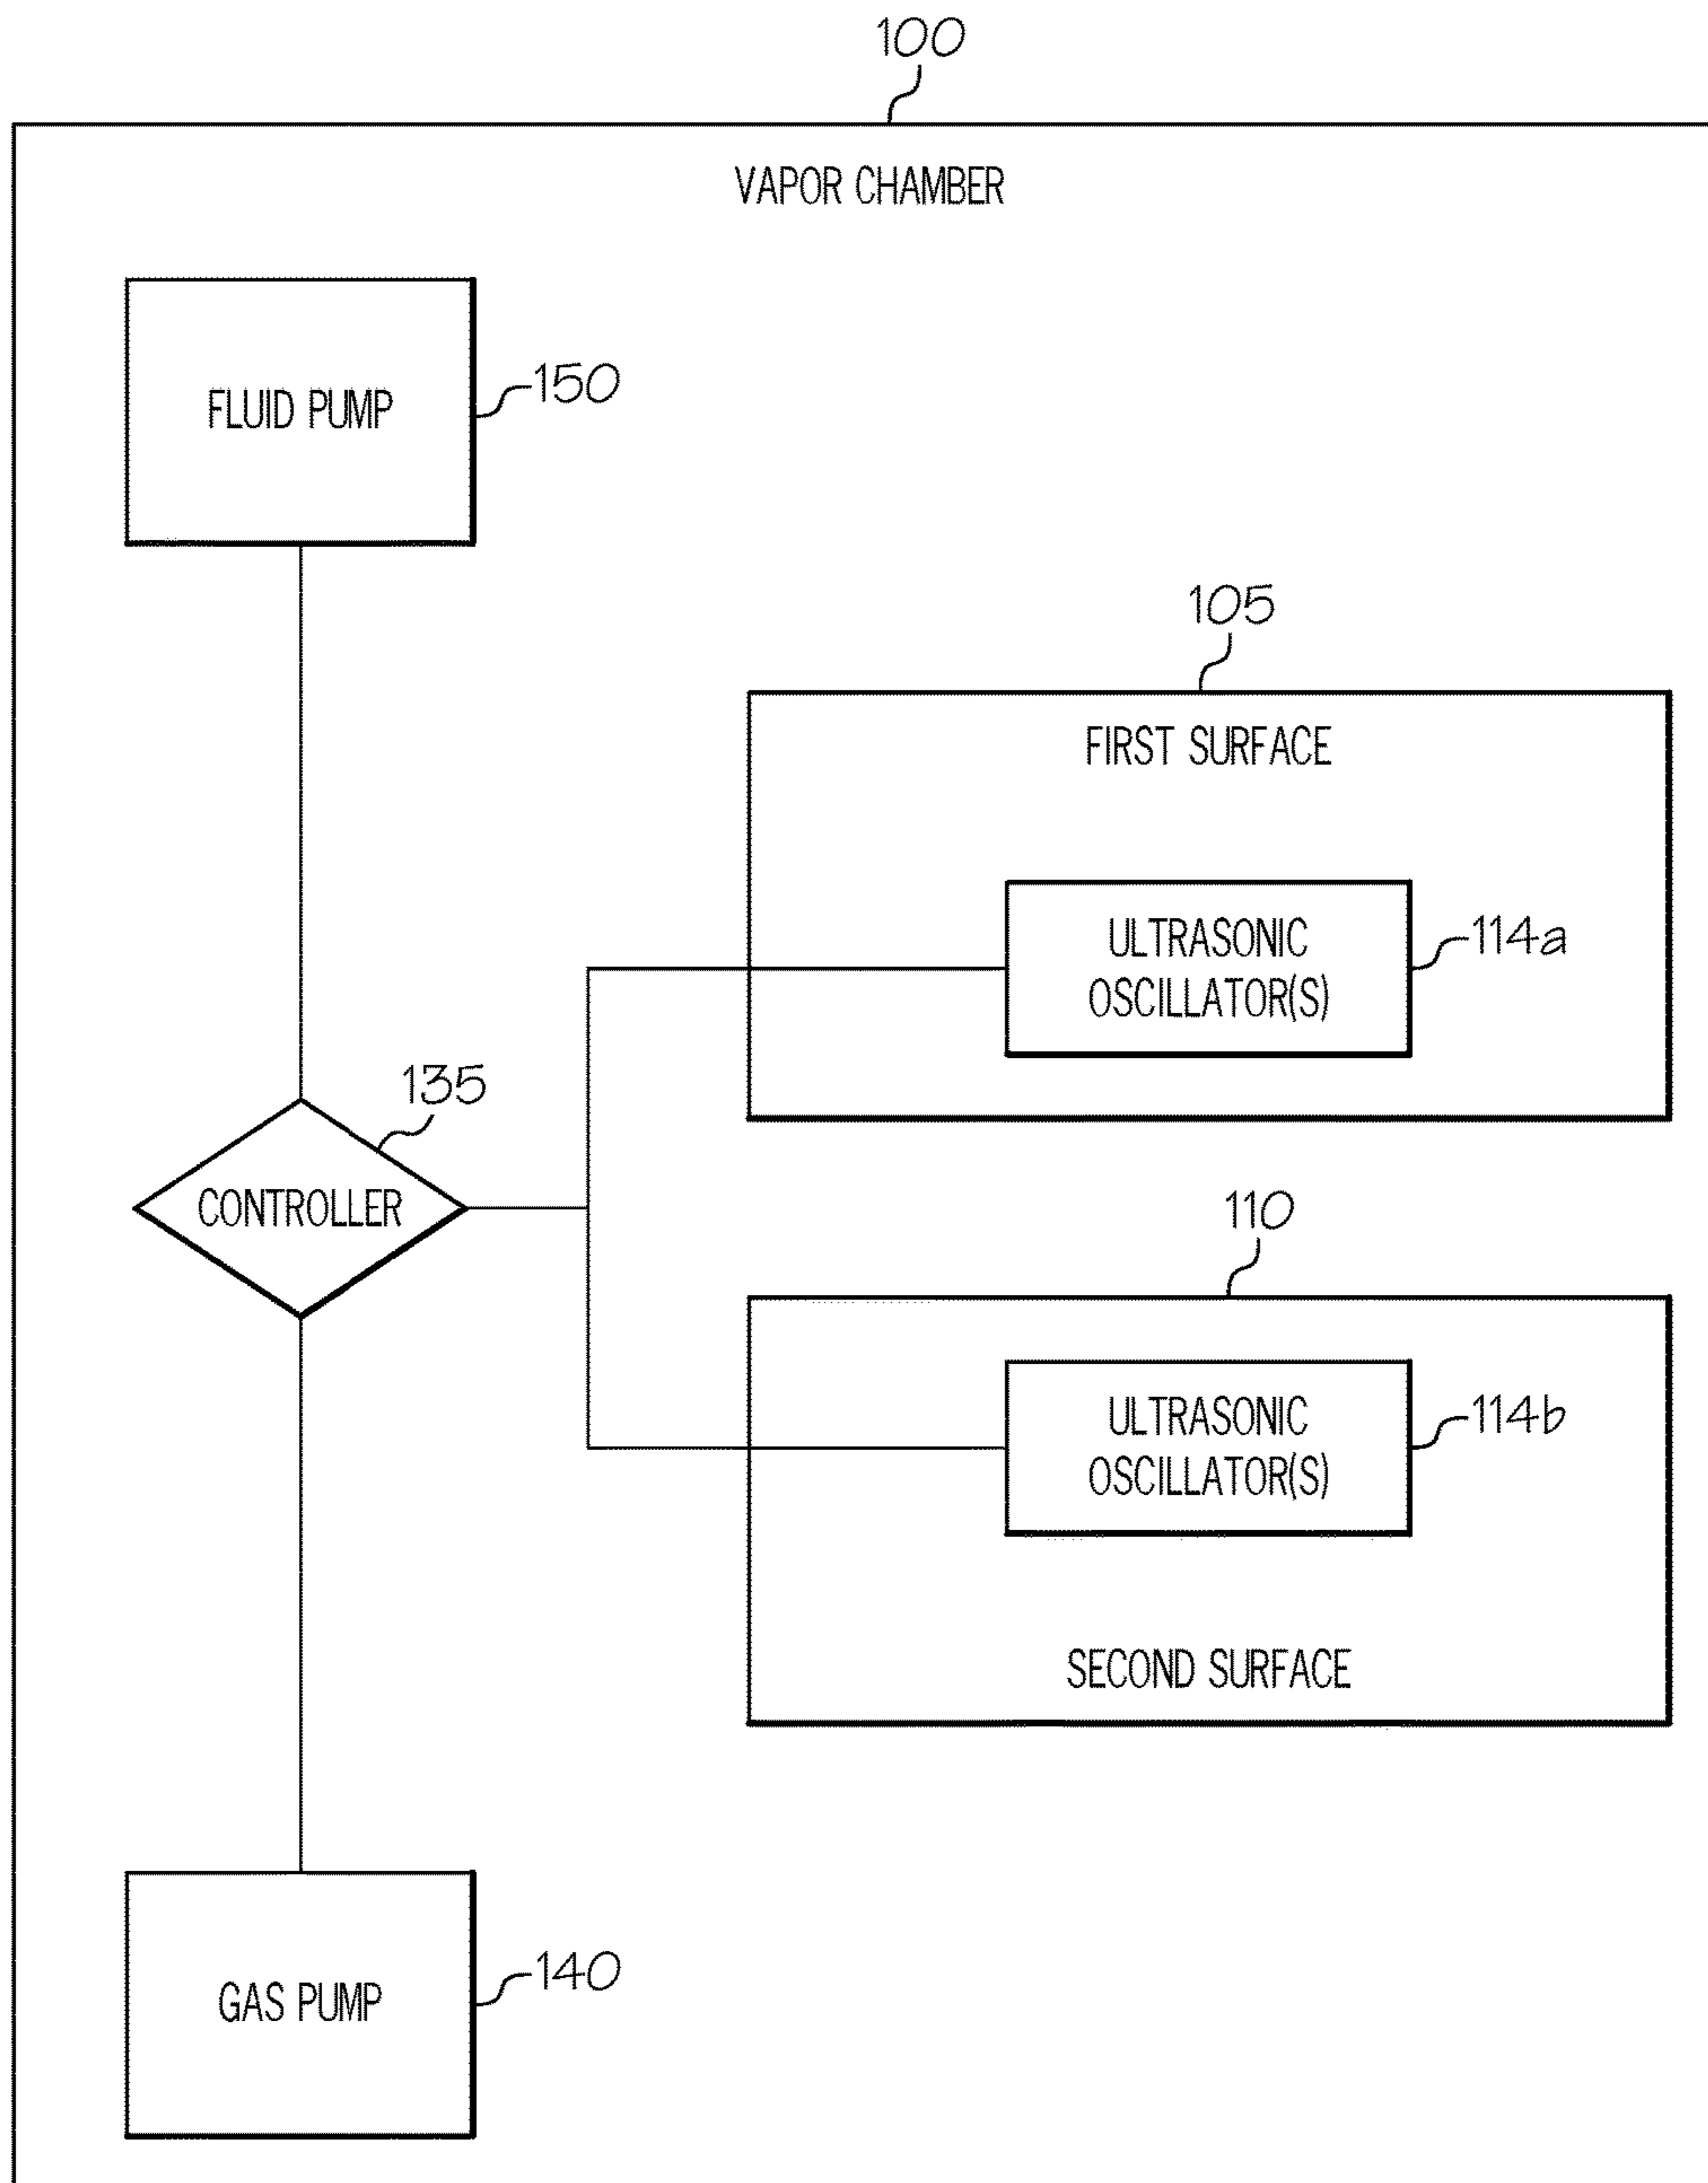 100
VAPOR CHAMBER
FLUID PUMP
150
105
FIRST SURFACE
ULTRASONIC
OSCILLATOR(S)
114a
135
CONTROLLER
110
ULTRASONIC
OSCILLATOR(S)
114b
SECOND SURFACE
GAS PUMP
140